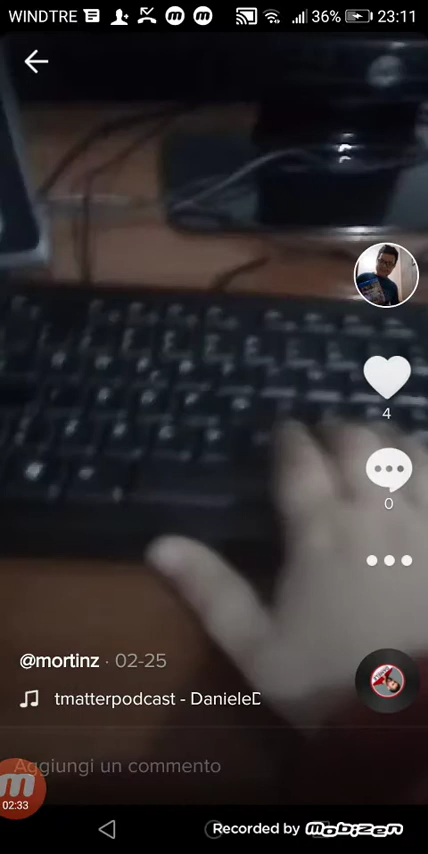 WINDTRE 36% 23:11
4
0
@mortinz · 02-25
tmatterpodcast - DanieleD
Aggiungi un commento
02:33
Recorded by mobizen